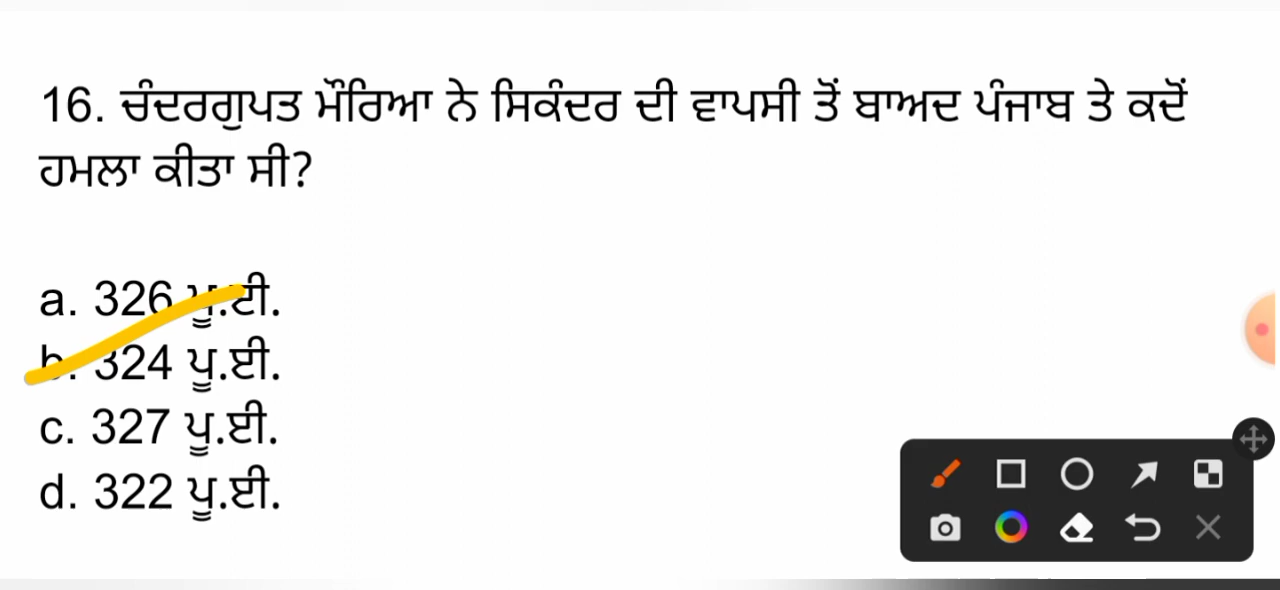 16. ਚੰਦਰਗੁਪਤ ਮੌਰਿਆ ਨੇ ਸਿਕੰਦਰ ਦੀ ਵਾਪਸੀ ਤੋਂ ਬਾਅਦ ਪੰਜਾਬ ਤੇ ਕਦੋਂ
ਹਮਲਾ ਕੀਤਾ ਸੀ?
a. 326 ਪੂ.ਈ.
b. 324 ਪੂ.ਈ.
c. 327 ਪੂ.ਈ.
d. 322 ਪੂ.ਈ.